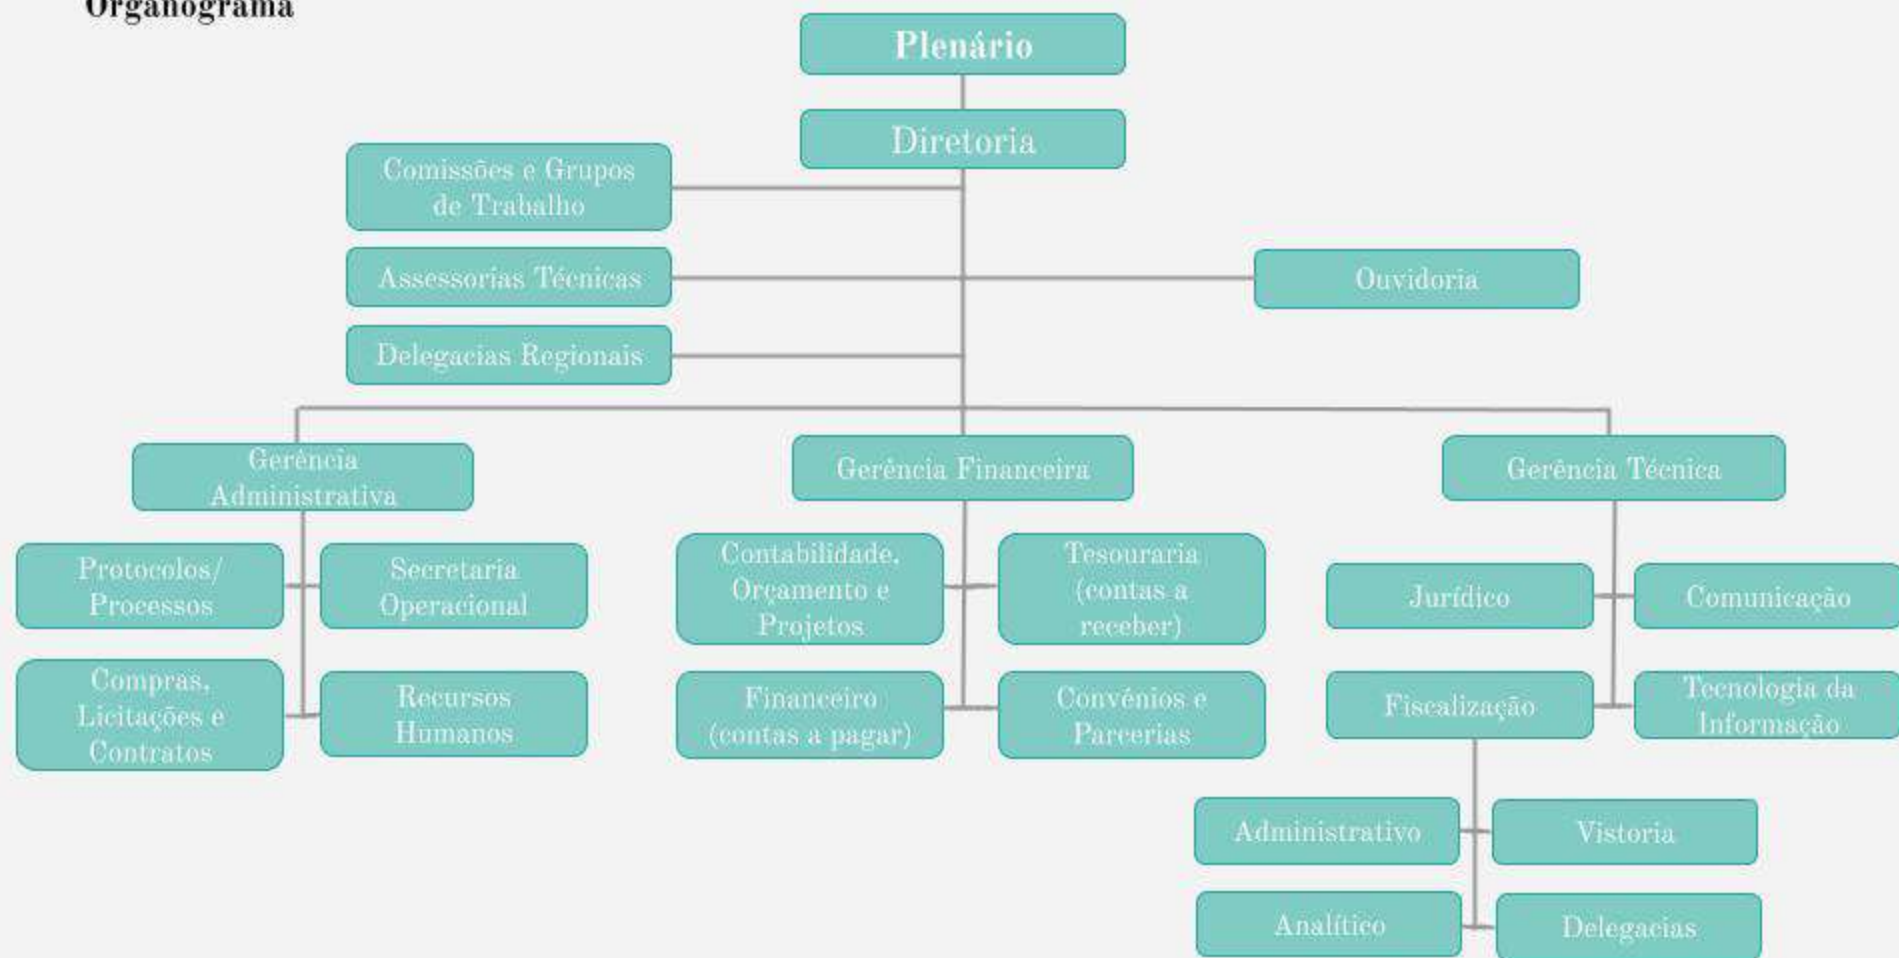 Organograma
Plenário
Diretoria
Comissões e Grupos
de Trabalho
Assessorias Técnicas
Ouvidoria
Delegacias Regionais
Gerência
Administrativa
Gerência Financeira
Gerência Técnica
Protocolos/
Processos
Secretaria
Operacional
Compras,
Licitações e
Contratos
Recursos
Humanos
Contabilidade,
Orçamento e
Projetos
Tesouraria
(contas a
receber)
Financeiro
(contas a pagar)
Convênios e
Parcerias
Jurídico
Comunicação
Fiscalização
Tecnologia da
Informação
Administrativo
Vistoria
Analítico
Delegacias